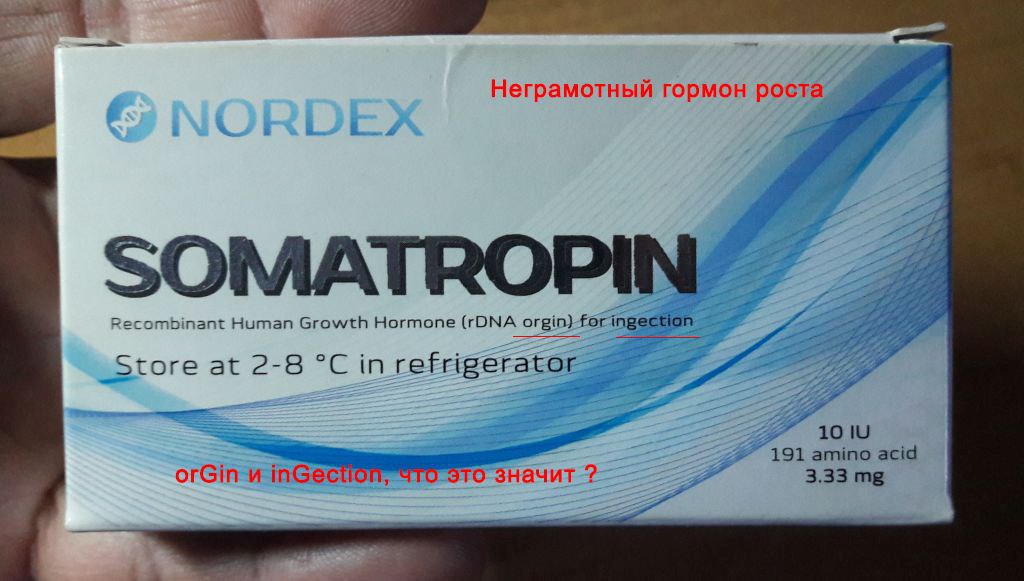 Неграмотный гормон роста
NORDEX
SOMATROPIN
Recombinant Human Growth Hormone (rDNA orgin) for ingection
Store at 2-8 °C in refrigerator
10 IU
191 amino acid
3.33 mg
orGin и inGection, что это значит ?